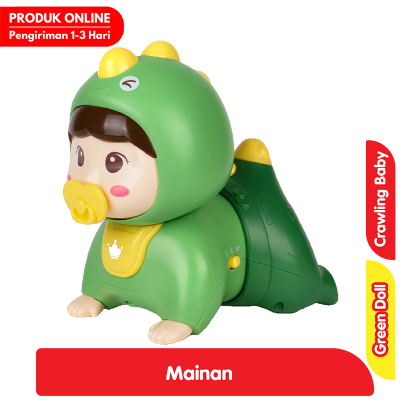 PRODUK ONLINE
Pengiriman 1-3 Hari
Crawling Baby
Green Doll
Mainan